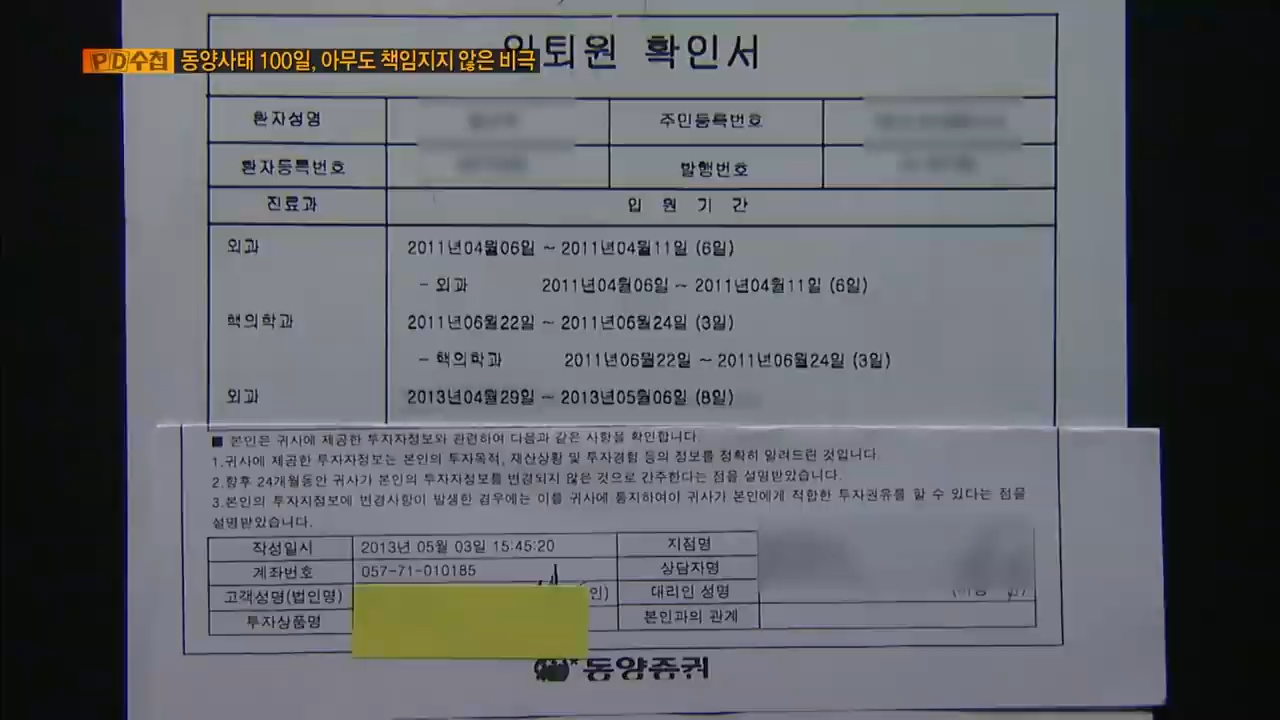 PD수첩 동양사태 100일, 아무도 책임지지 않은 비극
입퇴원 확인서
환자성명 주민등록번호
환자등록번호 발행번호
진료과 입 원 기 간
외과 2011년04월06일 ~ 2011년04월11일 (6일)
- 외과 2011년04월06일 ~ 2011년04월11일 (6일)
핵의학과 2011년06월22일 ~ 2011년06월24일 (3일)
- 핵의학과 2011년06월22일 ~ 2011년06월24일 (3일)
외과 2013년04월29일 ~ 2013년05월06일 (8일)
■ 본인은 귀사에 제공한 투자자정보와 관련하여 다음과 같은 사항을 확인합니다.
1.귀사에 제공한 투자자정보는 본인의 투자목적, 재산상황 및 투자경험 등의 정보를 정확히 알려드린 것입니다.
2.향후 24개월동안 귀사가 본인의 투자자정보를 변경되지 않은 것으로 간주한다는 점을 설명받았습니다.
3.본인의 투자자정보에 변경사항이 발생한 경우에는 이를 귀사에 통지하여야 귀사가 본인에게 적합한 투자권유를 할 수 있다는 점을
설명받았습니다.
작성일시 2013년 05월 03일 15:45:20 지점명
계좌번호 057-71-010185 상담자명
고객성명(법인명) 인) 대리인 성명
투자상품명 본인과의 관계
동양증권